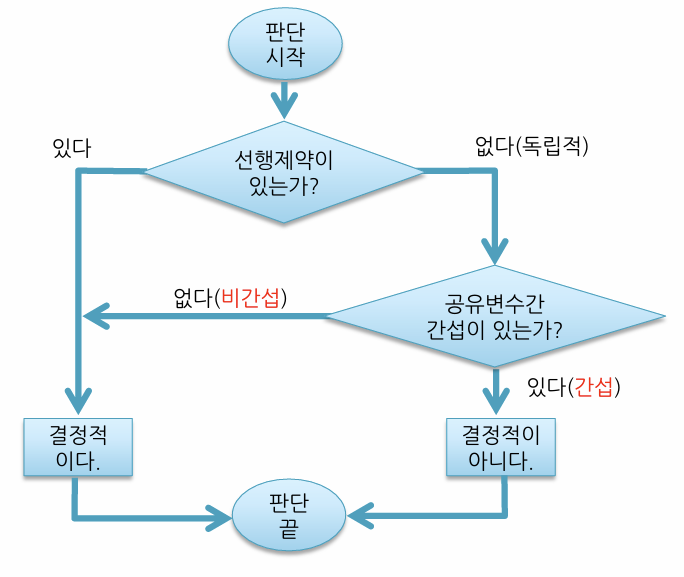 판단
시작
있다
없다(독립적)
선행제약이
있는가?
없다(비간섭)
공유변수간
간섭이 있는가?
있다(간섭)
결정적
이다.
결정적이
아니다.
판단
끝